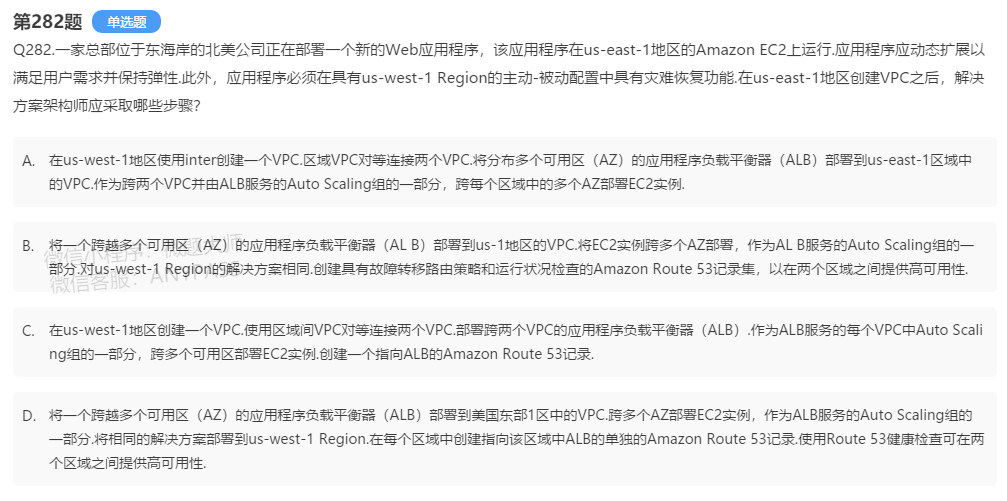 第282题 单选题
Q282.一家总部位于东海岸的北美公司正在部署一个新的Web应用程序，该应用程序在us-east-1地区的Amazon EC2上运行.应用程序应动态扩展以
满足用户需求并保持弹性.此外，应用程序必须在具有us-west-1 Region的主动-被动配置中具有灾难恢复功能.在us-east-1地区创建VPC之后，解决
方案架构师应采取哪些步骤？
A. 在us-west-1地区使用inter创建一个VPC.区域VPC对等连接两个VPC.将分布多个可用区（AZ）的应用程序负载平衡器（ALB）部署到us-east-1区域中
的VPC.作为跨两个VPC并由ALB服务的Auto Scaling组的一部分，跨每个区域中的多个AZ部署EC2实例.
B. 将一个跨越多个可用区（AZ）的应用程序负载平衡器（AL B）部署到us-1地区的VPC.将EC2实例跨多个AZ部署，作为AL B服务的Auto Scaling组的一
部分.对us-west-1 Region的解决方案相同.创建具有故障转移路由策略和运行状况检查的Amazon Route 53记录集，以在两个区域之间提供高可用性.
微信小程序：微题大师
微信客服：
C. 在us-west-1地区创建一个VPC.使用区域间VPC对等连接两个VPC.部署跨两个VPC的应用程序负载平衡器（ALB）.作为ALB服务的每个VPC中Auto Scali
ng组的一部分，跨多个可用区部署EC2实例.创建一个指向ALB的Amazon Route 53记录.
D. 将一个跨越多个可用区（AZ）的应用程序负载平衡器（ALB）部署到美国东部1区中的VPC.跨多个AZ部署EC2实例，作为ALB服务的Auto Scaling组的
一部分.将相同的解决方案部署到us-west-1 Region.在每个区域中创建指向该区域中ALB的单独的Amazon Route 53记录.使用Route 53健康检查可在两
个区域之间提供高可用性.